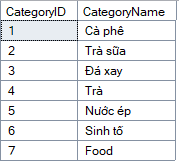 CategoryID CategoryName
1 Cà phê
2 Trà sữa
3 Đá xay
4 Trà
5 Nước ép
6 Sinh tố
7 Food